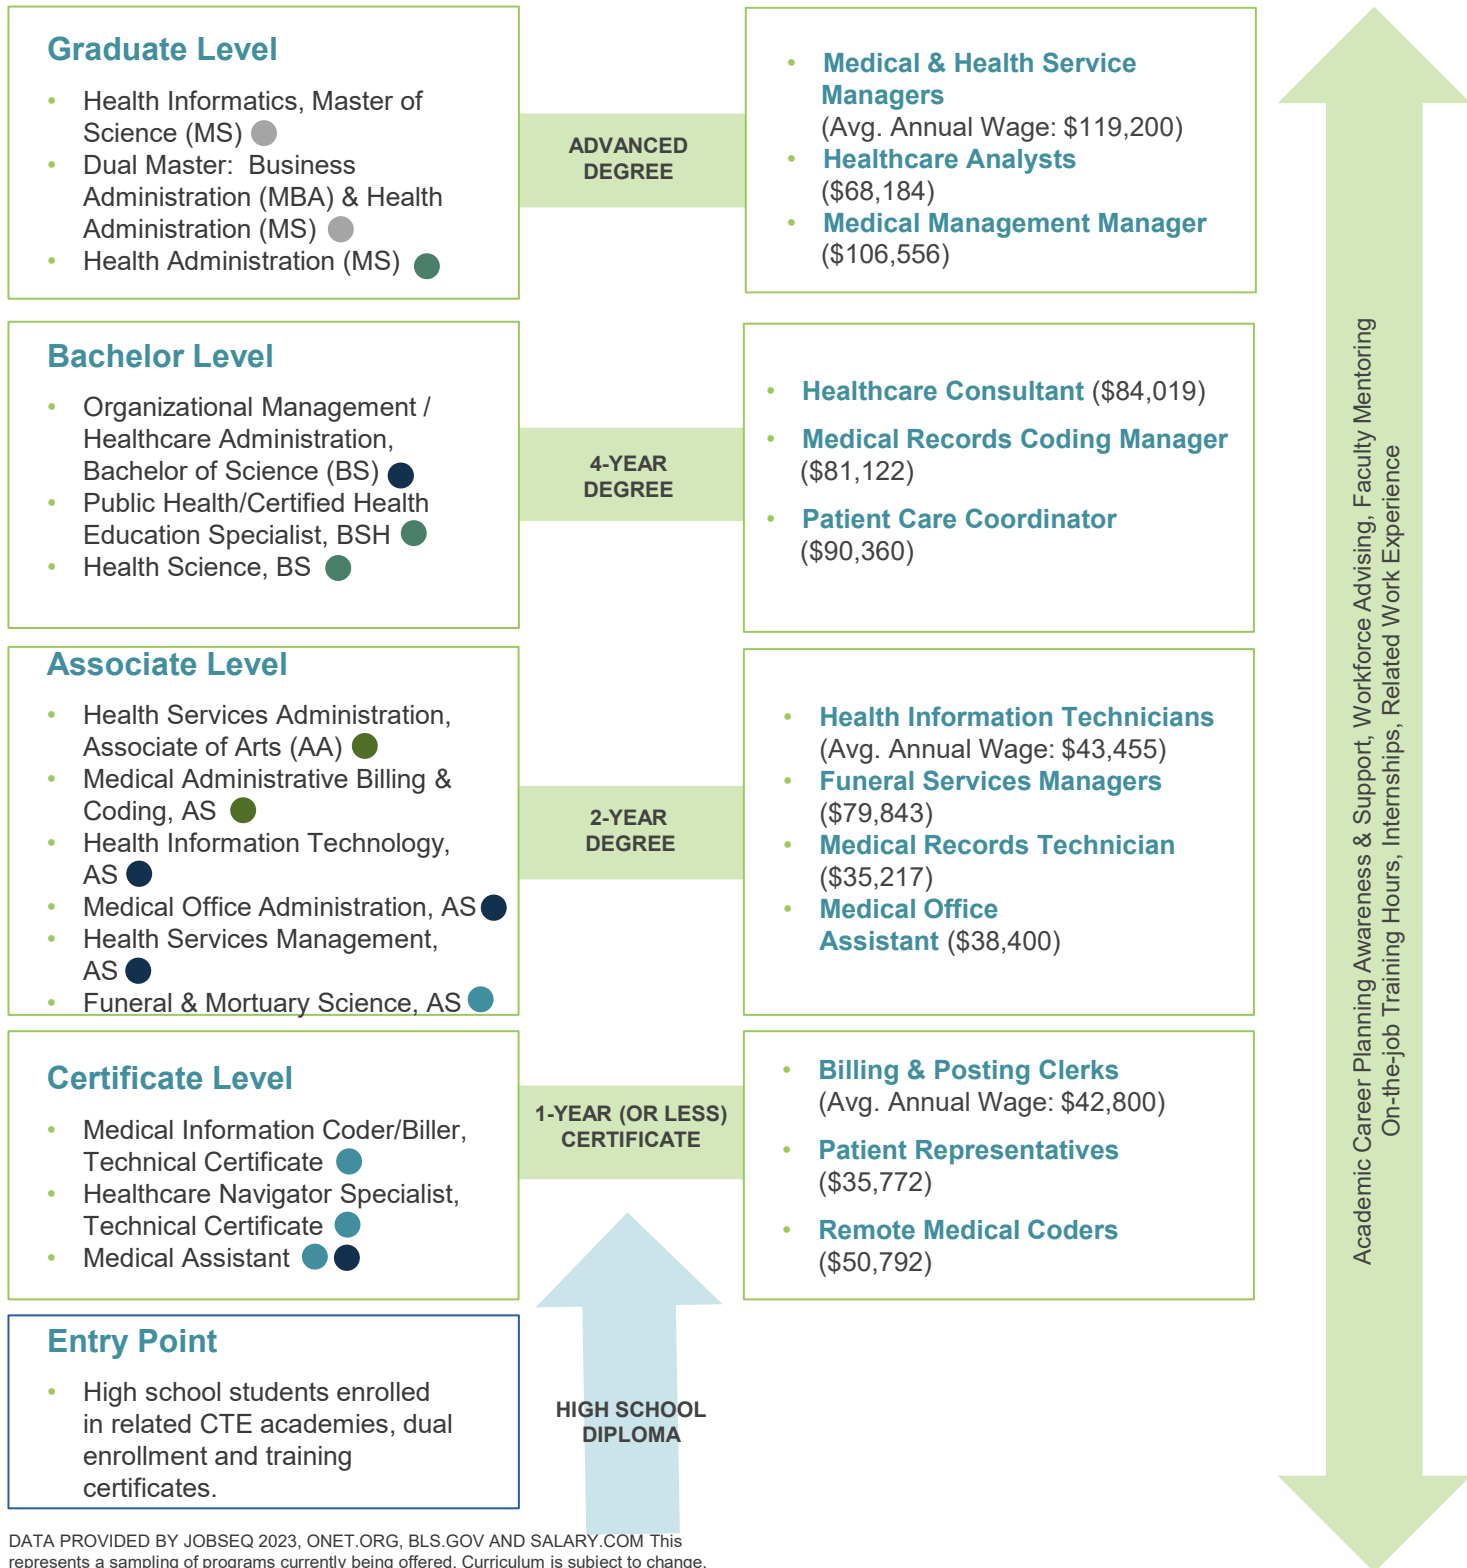 Graduate Level
• Health Informatics, Master of
Science (MS)
• Dual Master:  Business
Administration (MBA) & Health
Administration (MS)
• Health Administration (MS)
ADVANCED
DEGREE
• Medical & Health Service
Managers
(Avg. Annual Wage: $119,200)
• Healthcare Analysts
($68,184)
• Medical Management Manager
($106,556)
Bachelor Level
• Organizational Management /
Healthcare Administration,
Bachelor of Science (BS)
• Public Health/Certified Health
Education Specialist, BSH
• Health Science, BS
4-YEAR
DEGREE
• Healthcare Consultant ($84,019)
• Medical Records Coding Manager
($81,122)
• Patient Care Coordinator
($90,360)
Associate Level
• Health Services Administration,
Associate of Arts (AA)
• Medical Administrative Billing &
Coding, AS
• Health Information Technology,
AS
• Medical Office Administration, AS
• Health Services Management,
AS
• Funeral & Mortuary Science, AS
2-YEAR
DEGREE
• Health Information Technicians
(Avg. Annual Wage: $43,455)
• Funeral Services Managers
($79,843)
• Medical Records Technician
($35,217)
• Medical Office
Assistant ($38,400)
Certificate Level
• Medical Information Coder/Biller,
Technical Certificate
• Healthcare Navigator Specialist,
Technical Certificate
• Medical Assistant
1-YEAR (OR LESS)
CERTIFICATE
• Billing & Posting Clerks
(Avg. Annual Wage: $42,800)
• Patient Representatives
($35,772)
• Remote Medical Coders
($50,792)
Entry Point
• High school students enrolled
in related CTE academies, dual
enrollment and training
certificates.
HIGH SCHOOL
DIPLOMA
Academic Career Planning Awareness & Support, Workforce Advising, Faculty Mentoring
On-the-job Training Hours, Internships, Related Work Experience
DATA PROVIDED BY JOBSEQ 2023, ONET.ORG, BLS.GOV AND SALARY.COM This
represents a sampling of programs currently being offered. Curriculum is subject to change.